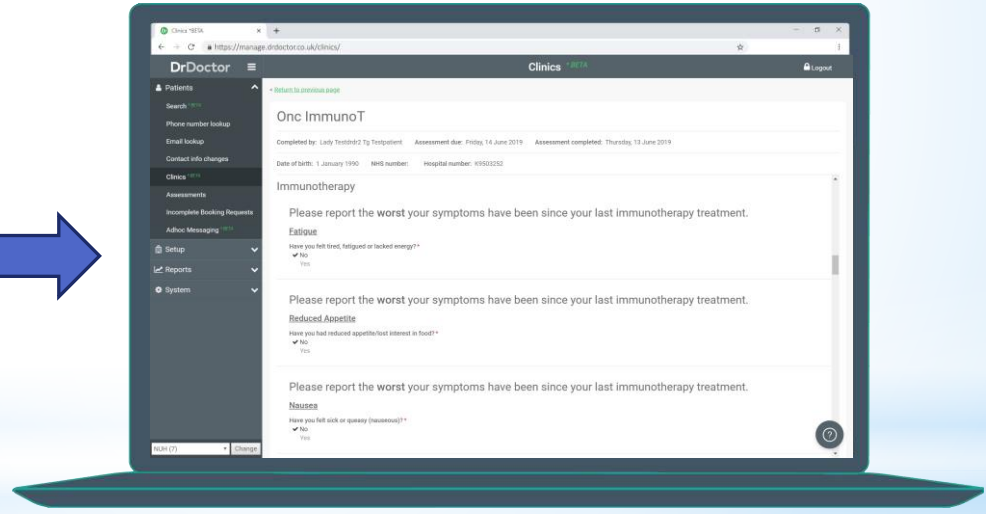 Clinics *BETA
https://manage.drdoctor.co.uk/clinics/
DrDoctor
Clinics *BETA
Logout
Patients
Search *BETA
Phone number lookup
Email lookup
Contact info changes
Clinics *BETA
Assessments
Incomplete Booking Requests
Adhoc Messaging *BETA
Setup
Reports
System
NUH (7)
Change
Return to previous page
Onc ImmunoT
Completed by: Lady Testdrdr2 Tg Testpatient Assessment due: Friday, 14 June 2019 Assessment completed: Thursday, 13 June 2019
Date of birth: 1 January 1990 NHS number: Hospital number: K9503252
Immunotherapy
Please report the worst your symptoms have been since your last immunotherapy treatment.
Fatigue
Have you felt tired, fatigued or lacked energy?*
No
Yes
Please report the worst your symptoms have been since your last immunotherapy treatment.
Reduced Appetite
Have you had reduced appetite/lost interest in food?*
No
Yes
Please report the worst your symptoms have been since your last immunotherapy treatment.
Nausea
Have you felt sick or queasy (nauseous)?*
No
Yes
?